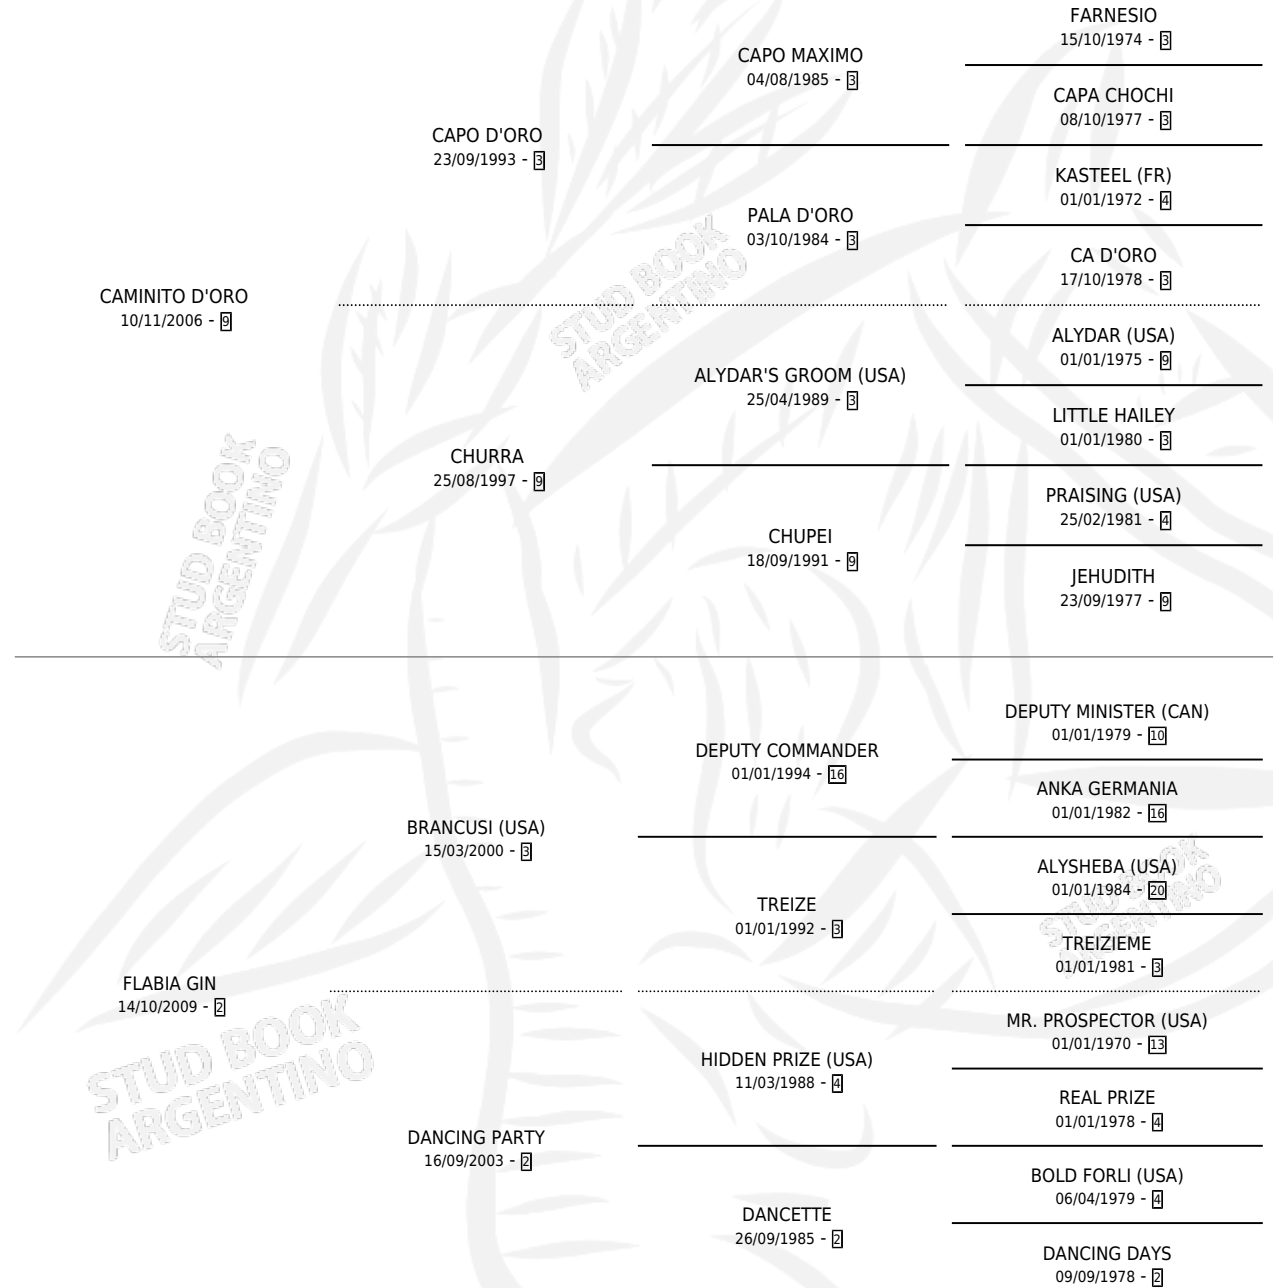 FARNESIO
15/10/1974 - 3
CAPO MAXIMO
04/08/1985 - 3
CAPA CHOCHI
08/10/1977 - 3
CAPO D'ORO
23/09/1993 - 3
KASTEEL (FR)
01/01/1972 - 4
PALA D'ORO
03/10/1984 - 3
CA D'ORO
17/10/1978 - 3
CAMINITO D'ORO
10/11/2006 - 9
STUD BOOK
ARGENTINO
ALYDAR (USA)
01/01/1975 - 9
ALYDAR'S GROOM (USA)
25/04/1989 - 3
LITTLE HAILEY
01/01/1980 - 3
CHURRA
25/08/1997 - 9
PRAISING (USA)
25/02/1981 - 4
CHUPEI
18/09/1991 - 9
JEHUDITH
23/09/1977 - 9
STUD BOOK
ARGENTINO
DEPUTY MINISTER (CAN)
01/01/1979 - 10
DEPUTY COMMANDER
01/01/1994 - 16
ANKA GERMANIA
01/01/1982 - 16
BRANCUSI (USA)
15/03/2000 - 3
ALYSHEBA (USA)
01/01/1984 - 20
TREIZE
01/01/1992 - 3
TREIZIEME
01/01/1981 - 3
STUD BOOK
ARGENTINO
FLABIA GIN
14/10/2009 - 2
MR. PROSPECTOR (USA)
01/01/1970 - 13
HIDDEN PRIZE (USA)
11/03/1988 - 4
REAL PRIZE
01/01/1978 - 4
STUD BOOK
ARGENTINO
DANCING PARTY
16/09/2003 - 2
BOLD FORLI (USA)
06/04/1979 - 4
DANCETTE
26/09/1985 - 2
DANCING DAYS
09/09/1978 - 2